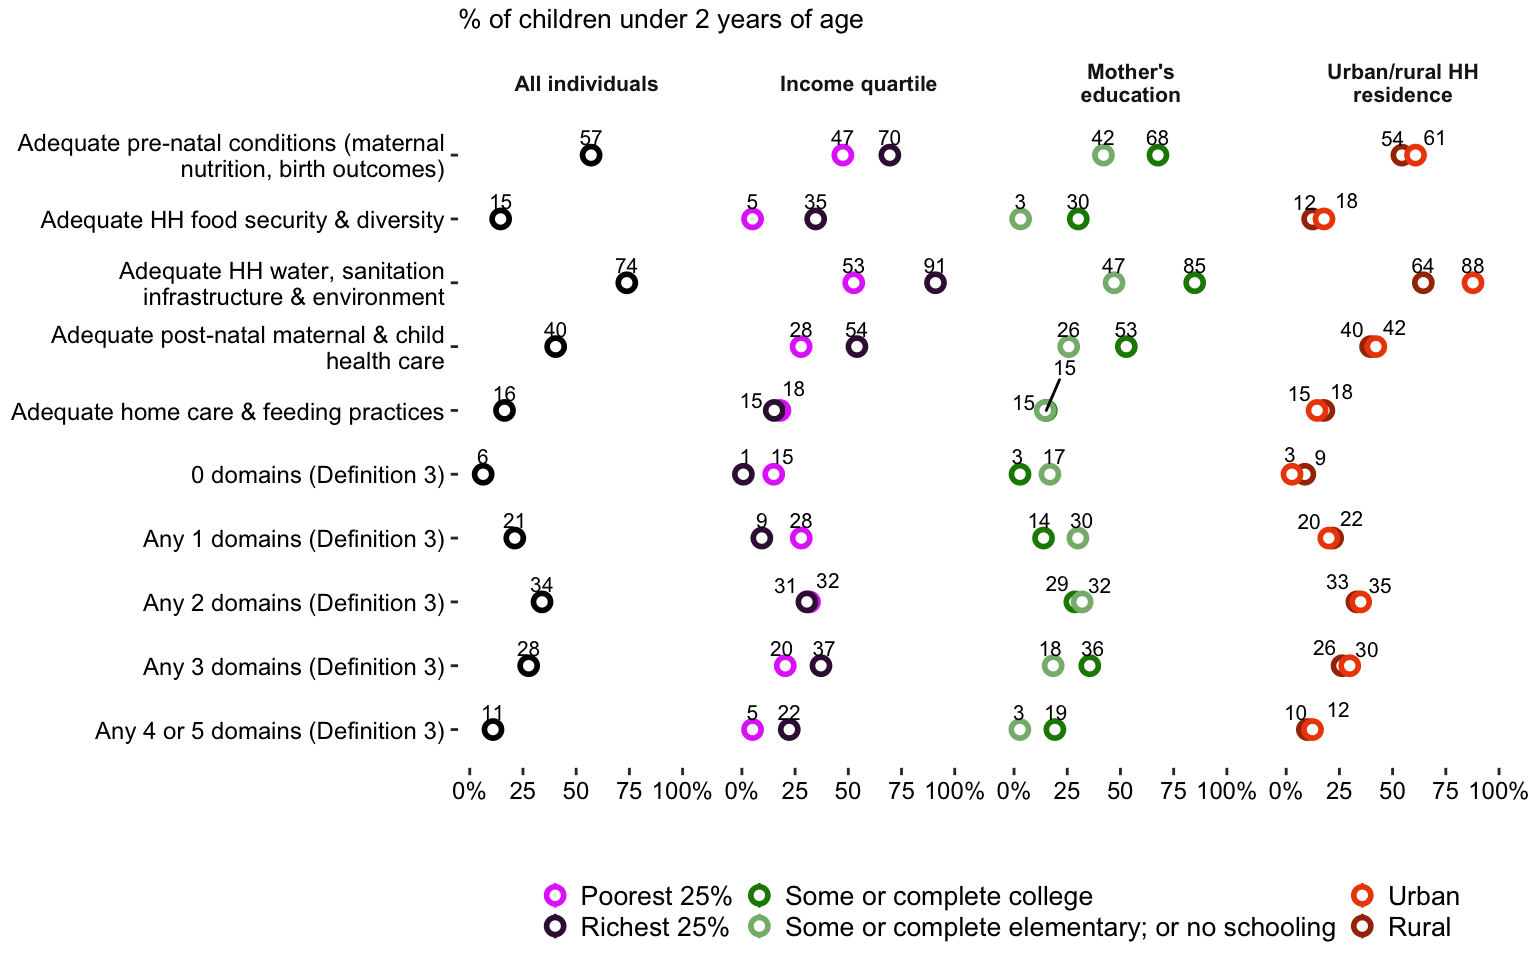 % of children under 2 years of age
All individuals
Income quartile
Mother's
education
Urban/rural HH
residence
Adequate pre-natal conditions (maternal
nutrition, birth outcomes)
57
47 70
42 68
54 61
Adequate HH food security & diversity
15
5 35
3 30
12 18
Adequate HH water, sanitation
infrastructure & environment
74
53 91
47 85
64 88
Adequate post-natal maternal & child
health care
40
28 54
26 53
40 42
Adequate home care & feeding practices
16
15 18
15 15
15 18
0 domains (Definition 3)
6
1 15
3 17
3 9
Any 1 domains (Definition 3)
21
9 28
14 30
20 22
Any 2 domains (Definition 3)
34
31 32
29 32
33 35
Any 3 domains (Definition 3)
28
20 37
18 36
26 30
Any 4 or 5 domains (Definition 3)
11
5 22
3 19
10 12
0% 25 50 75 100%
0% 25 50 75 100%
0% 25 50 75 100%
0% 25 50 75 100%
Poorest 25%
Richest 25%
Some or complete college
Some or complete elementary; or no schooling
Urban
Rural